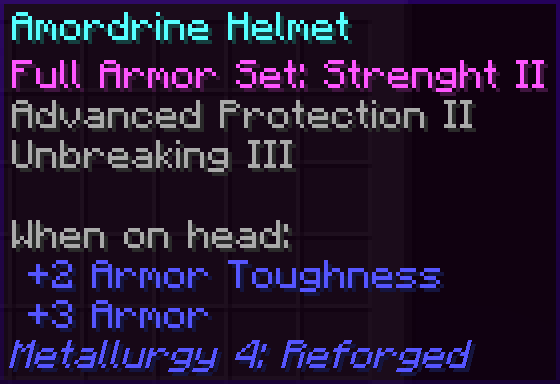 Amordrine Helmet
Full Armor Set: Strenght II
Advanced Protection II
Unbreaking III
When on head:
+2 Armor Toughness
+3 Armor
Metallurgy 4: Reforged